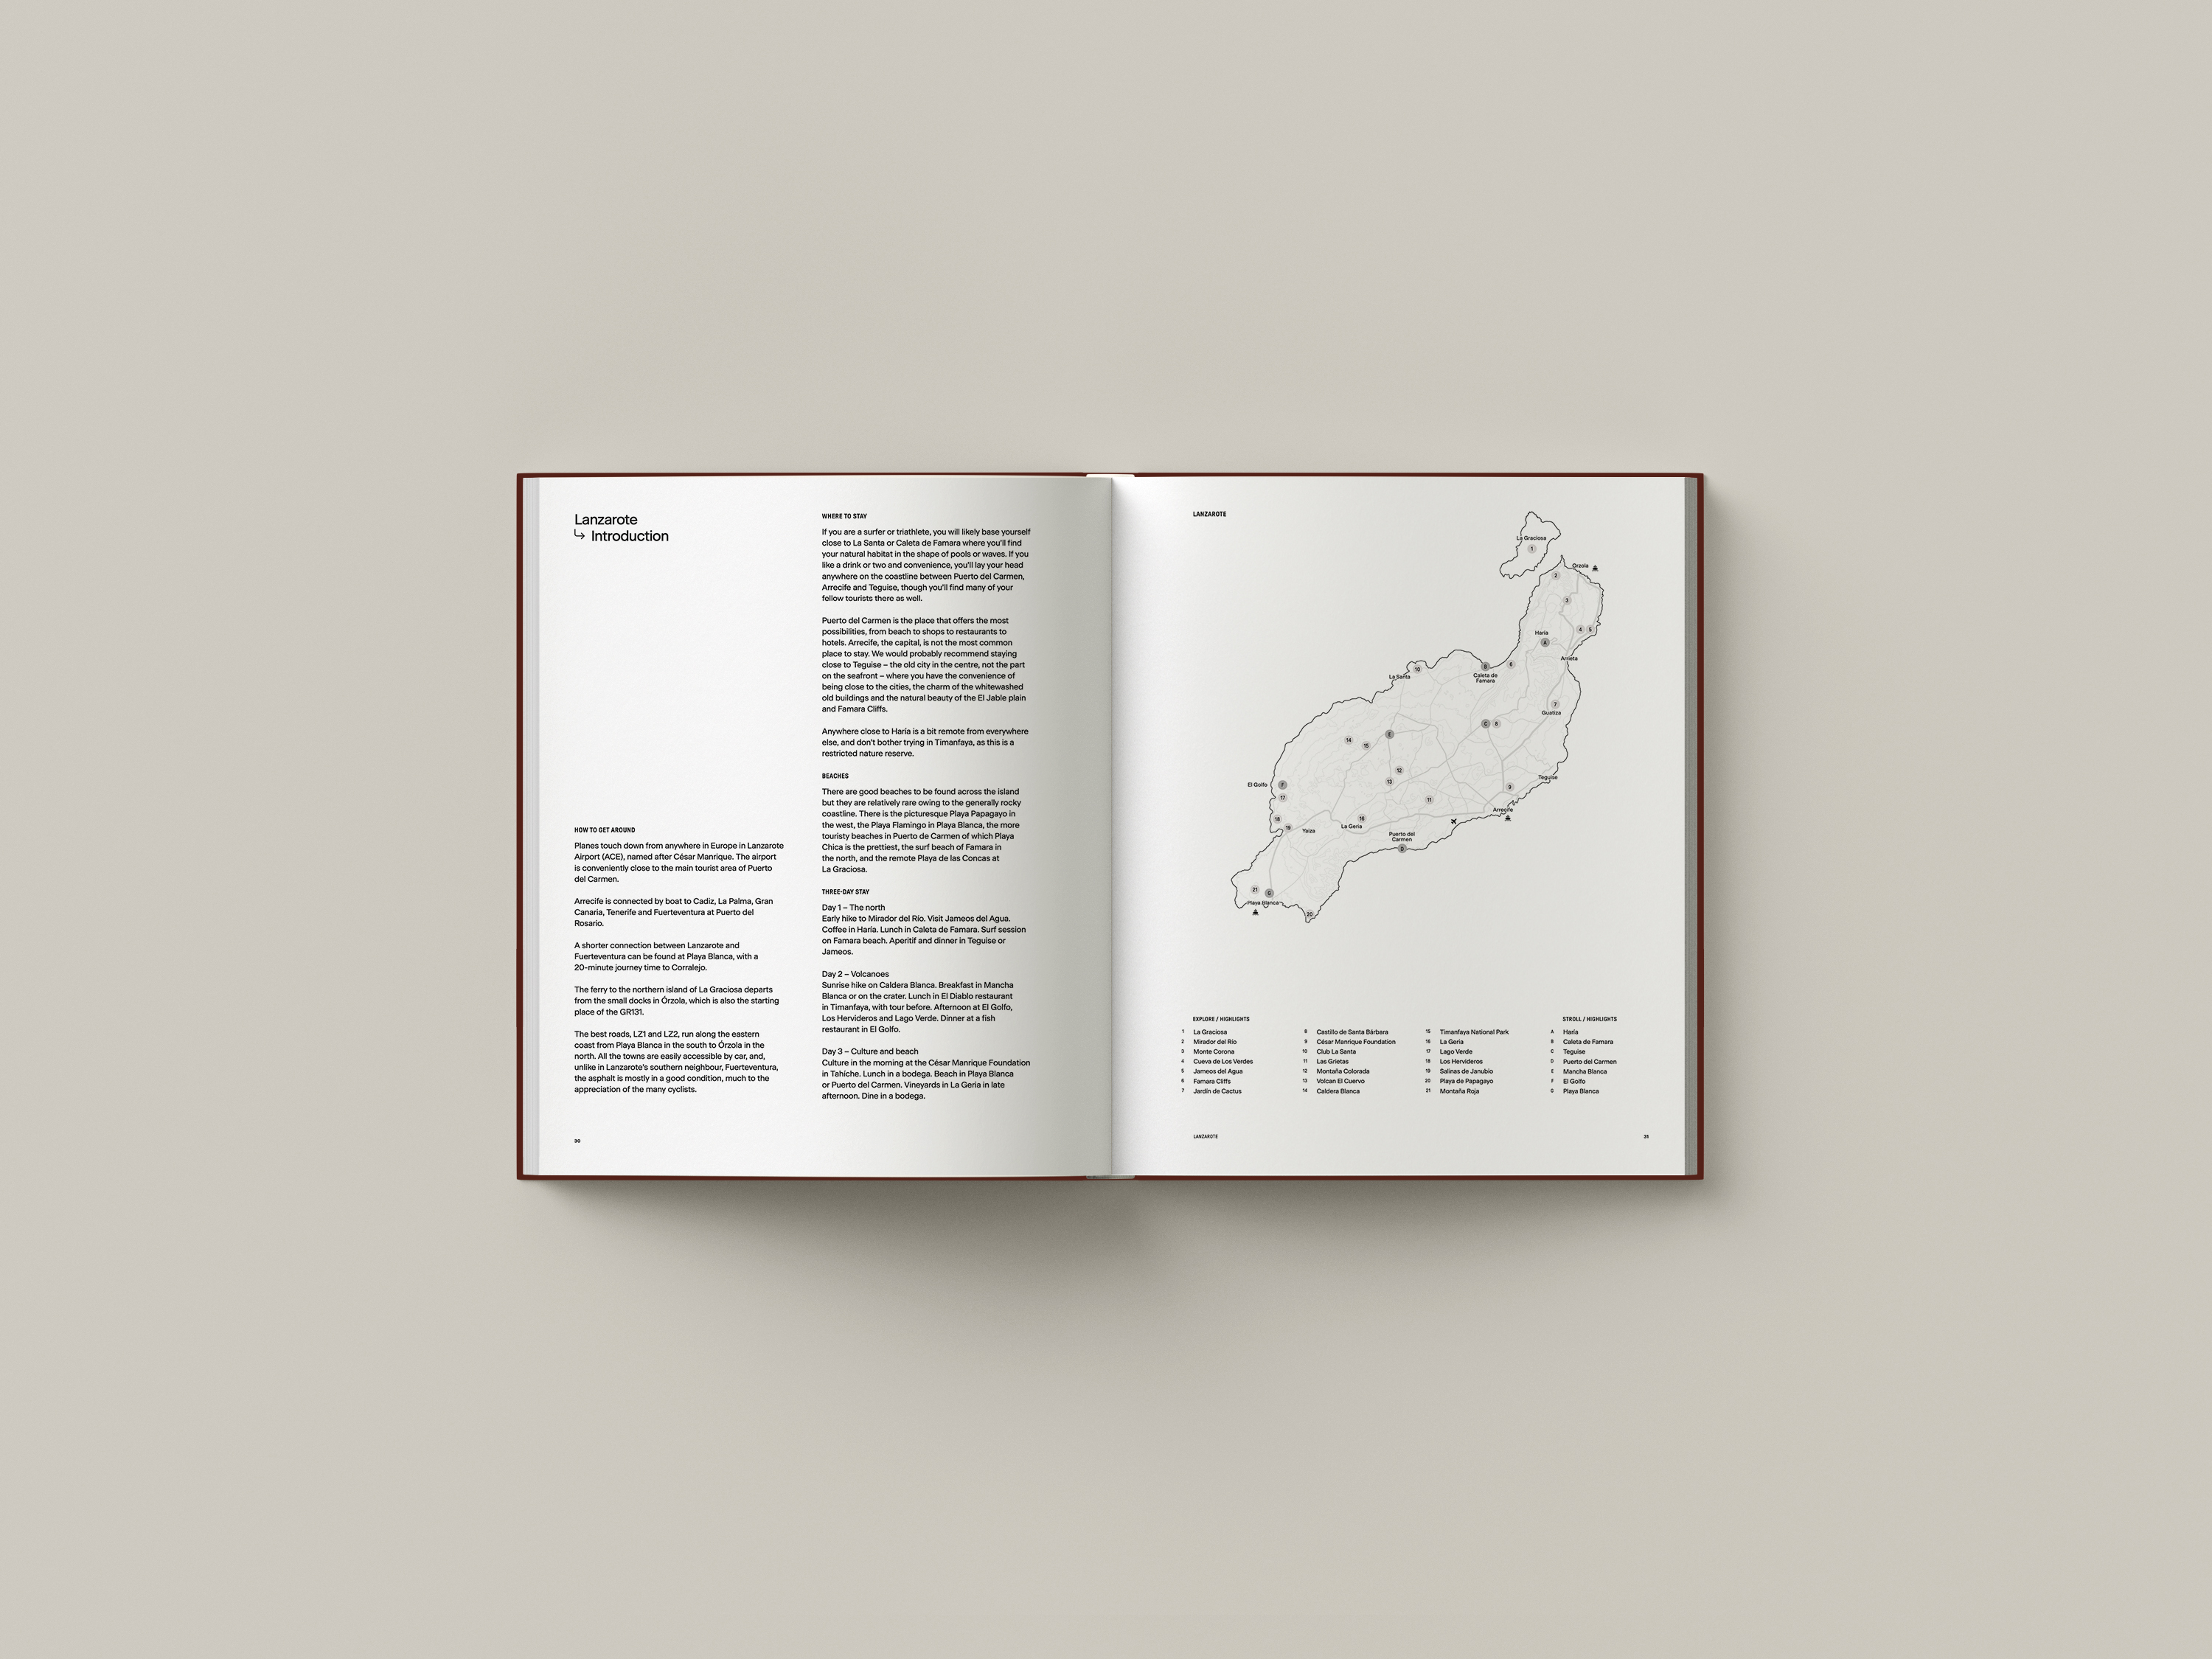 Lanzarote
↳ Introduction
HOW TO GET AROUND
Planes touch down from anywhere in Europe in Lanzarote
Airport (ACE), named after César Manrique. The airport
is conveniently close to the main tourist area of Puerto
del Carmen.
Arrecife is connected by boat to Cadiz, La Palma, Gran
Canaria, Tenerife and Fuerteventura at Puerto del
Rosario.
A shorter connection between Lanzarote and
Fuerteventura can be found at Playa Blanca, with a
20-minute journey time to Corralejo.
The ferry to the northern island of La Graciosa departs
from the small docks in Órzola, which is also the starting
place of the GR131.
The best roads, LZ1 and LZ2, run along the eastern
coast from Playa Blanca in the south to Órzola in the
north. All the towns are easily accessible by car, and,
unlike in Lanzarote's southern neighbour, Fuerteventura,
the asphalt is mostly in a good condition, much to the
appreciation of the many cyclists.
30
WHERE TO STAY
If you are a surfer or triathlete, you will likely base yourself
close to La Santa or Caleta de Famara where you'll find
your natural habitat in the shape of pools or waves. If you
like a drink or two and convenience, you'll lay your head
anywhere on the coastline between Puerto del Carmen,
Arrecife and Teguise, though you'll find many of your
fellow tourists there as well.
Puerto del Carmen is the place that offers the most
possibilities, from beach to shops to restaurants to
hotels. Arrecife, the capital, is not the most common
place to stay. We would probably recommend staying
close to Teguise – the old city in the centre, not the part
on the seafront – where you have the convenience of
being close to the cities, the charm of the whitewashed
old buildings and the natural beauty of the El Jable plain
and Famara Cliffs.
Anywhere close to Haría is a bit remote from everywhere
else, and don't bother trying in Timanfaya, as this is a
restricted nature reserve.
BEACHES
There are good beaches to be found across the island
but they are relatively rare owing to the generally rocky
coastline. There is the picturesque Playa Papagayo in
the west, the Playa Flamingo in Playa Blanca, the more
touristy beaches in Puerto de Carmen of which Playa
Chica is the prettiest, the surf beach of Famara in
the north, and the remote Playa de las Concas at
La Graciosa.
THREE-DAY STAY
Day 1 – The north
Early hike to Mirador del Río. Visit Jameos del Agua.
Coffee in Haría. Lunch in Caleta de Famara. Surf session
on Famara beach. Aperitif and dinner in Teguise or
Jameos.
Day 2 – Volcanoes
Sunrise hike on Caldera Blanca. Breakfast in Mancha
Blanca or on the crater. Lunch in El Diablo restaurant
in Timanfaya, with tour before. Afternoon at El Golfo,
Los Hervideros and Lago Verde. Dinner at a fish
restaurant in El Golfo.
Day 3 – Culture and beach
Culture in the morning at the César Manrique Foundation
in Tahíche. Lunch in a bodega. Beach in Playa Blanca
or Puerto del Carmen. Vineyards in La Geria in late
afternoon. Dine in a bodega.
LANZAROTE
La Graciosa
1
Órzola
2
3
4 5
Haría
A
Arrieta
B 6
10
Caleta de
Famara
La Santa
7
Guatiza
C 8
E
14
15
12
13
Teguise
El Golfo F
17
9
11
Arrecife
18
19
Yaiza
16
La Geria
Puerto del
Carmen
D
21 G
Playa Blanca
20
EXPLORE / HIGHLIGHTS
1 La Graciosa
2 Mirador del Río
3 Monte Corona
4 Cueva de Los Verdes
5 Jameos del Agua
6 Famara Cliffs
7 Jardín de Cactus
8 Castillo de Santa Bárbara
9 César Manrique Foundation
10 Club La Santa
11 Las Grietas
12 Montaña Colorada
13 Volcan El Cuervo
14 Caldera Blanca
15 Timanfaya National Park
16 La Geria
17 Lago Verde
18 Los Hervideros
19 Salinas de Janubio
20 Playa de Papagayo
21 Montaña Roja
STROLL / HIGHLIGHTS
A Haría
B Caleta de Famara
C Teguise
D Puerto del Carmen
E Mancha Blanca
F El Golfo
G Playa Blanca
LANZAROTE
31